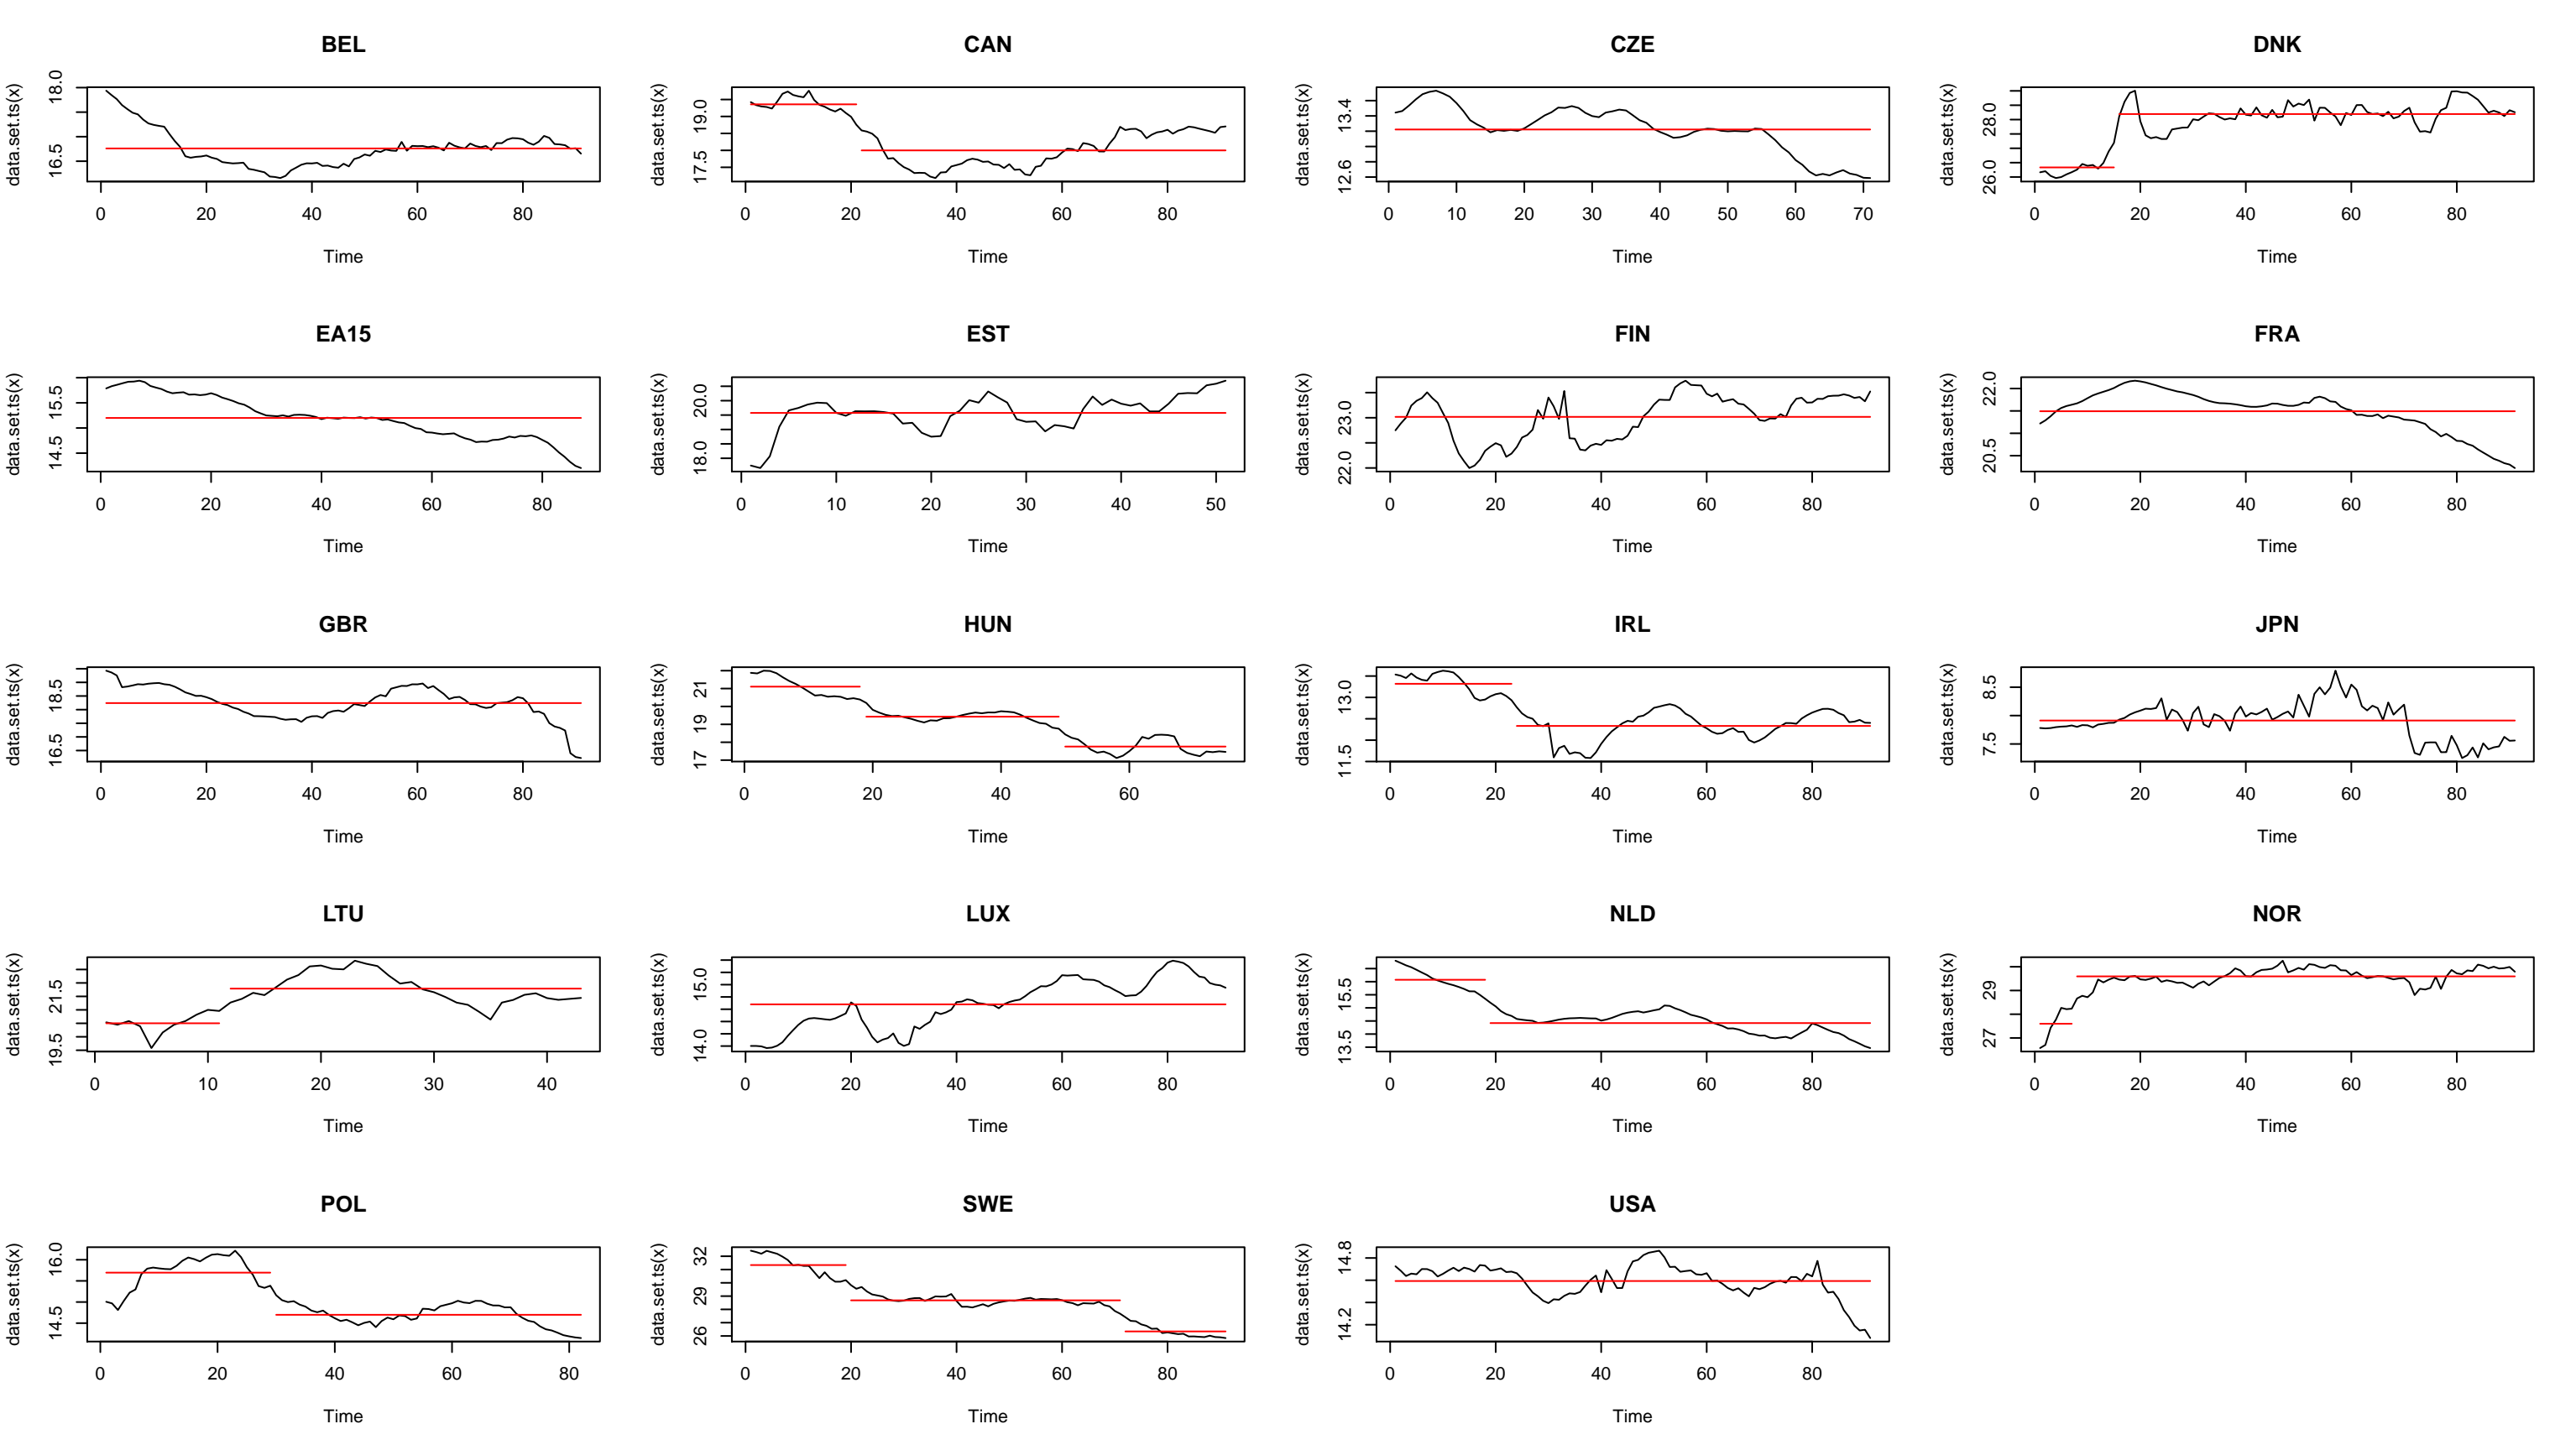 BEL CAN CZE DNK
data.set.ts(x) 16.5 18.0 data.set.ts(x) 17.5 19.0 data.set.ts(x) 12.6 13.4 data.set.ts(x) 26.0 28.0
0 20 40 60 80 0 20 40 60 80 0 10 20 30 40 50 60 70 0 20 40 60 80
Time Time Time Time
EA15 EST FIN FRA
data.set.ts(x) 14.5 15.5 data.set.ts(x) 18.0 20.0 data.set.ts(x) 22.0 23.0 data.set.ts(x) 20.5 22.0
0 20 40 60 80 0 10 20 30 40 50 0 20 40 60 80 0 20 40 60 80
Time Time Time Time
GBR HUN IRL JPN
data.set.ts(x) 16.5 18.5 data.set.ts(x) 17 19 21 data.set.ts(x) 11.5 13.0 data.set.ts(x) 7.5 8.5
0 20 40 60 80 0 20 40 60 0 20 40 60 80 0 20 40 60 80
Time Time Time Time
LTU LUX NLD NOR
data.set.ts(x) 19.5 21.5 data.set.ts(x) 14.0 15.0 data.set.ts(x) 13.5 15.5 data.set.ts(x) 27 29
0 10 20 30 40 0 20 40 60 80 0 20 40 60 80 0 20 40 60 80
Time Time Time Time
POL SWE USA
data.set.ts(x) 14.5 16.0 data.set.ts(x) 26 29 32 data.set.ts(x) 14.2 14.8
0 20 40 60 80 0 20 40 60 80 0 20 40 60 80
Time Time Time